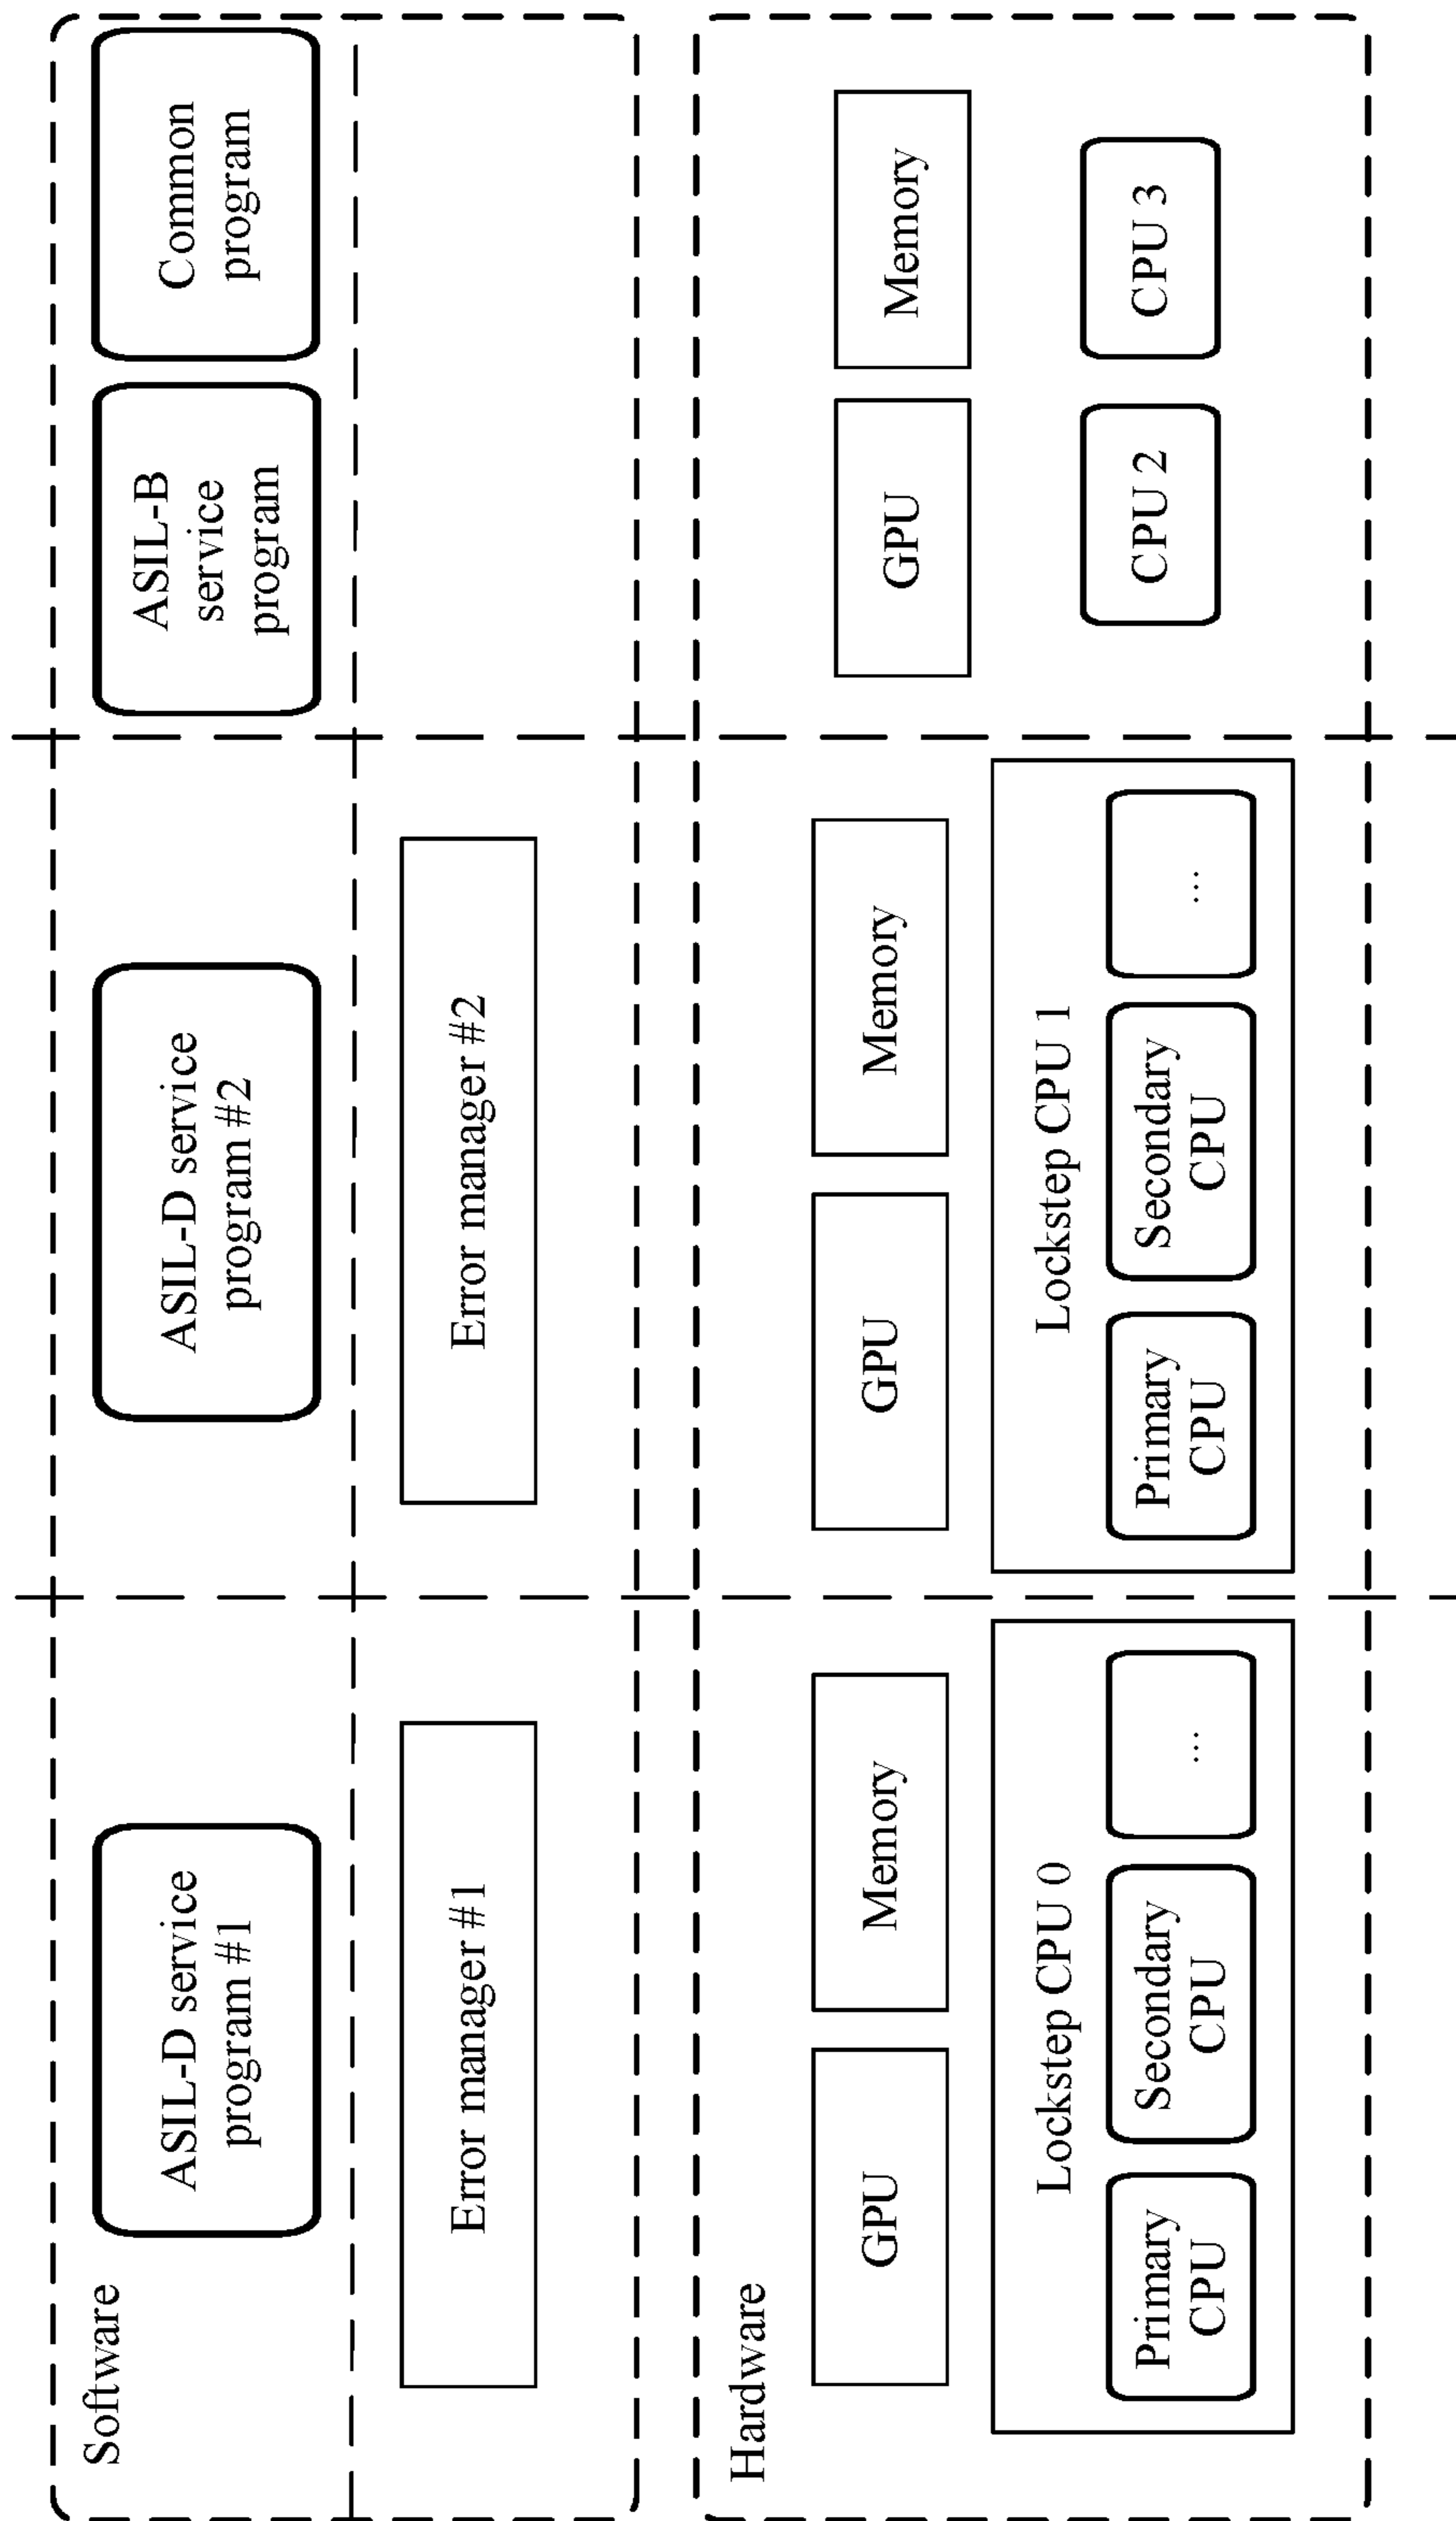 Software
ASIL-D service
program #1
ASIL-D service
program #2
ASIL-B
service
program
Common
program
Error manager #1
Error manager #2
Hardware
GPU
Memory
GPU
Memory
GPU
Memory
Lockstep CPU 0
Primary
CPU
Secondary
CPU
...
Lockstep CPU 1
Primary
CPU
Secondary
CPU
...
CPU 2
CPU 3